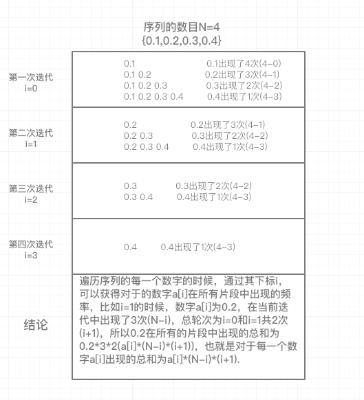 序列的数目N=4
{0.1,0.2,0.3,0.4}
第一次迭代
i=0
0.1 0.1出现了4次(4-0)
0.1 0.2 0.2出现了3次(4-1)
0.1 0.2 0.3 0.3出现了2次(4-2)
0.1 0.2 0.3 0.4 0.4出现了1次(4-3)
第二次迭代
i=1
0.2 0.2出现了3次(4-1)
0.2 0.3 0.3出现了2次(4-2)
0.2 0.3 0.4 0.4出现了1次(4-3)
第三次迭代
i=2
0.3 0.3出现了2次(4-2)
0.3 0.4 0.4出现了1次(4-3)
第四次迭代
i=3
0.4 0.4出现了1次(4-3)
结论
遍历序列的每一个数字的时候，通过其下标i，
可以获得对于的数字a[i]在所有片段中出现的频
率，比如i=1的时候，数字a[i]为0.2，在当前迭
代中出现了3次(N-i)，总轮次为i=0和i=1共2次
(i+1)，所以0.2在所有的片段中出现的总和为
0.2*3*2(a[i]*(N-i)*(i+1))，也就是对于每一个数
字a[i]出现的总和为a[i]*(N-i)*(i+1).